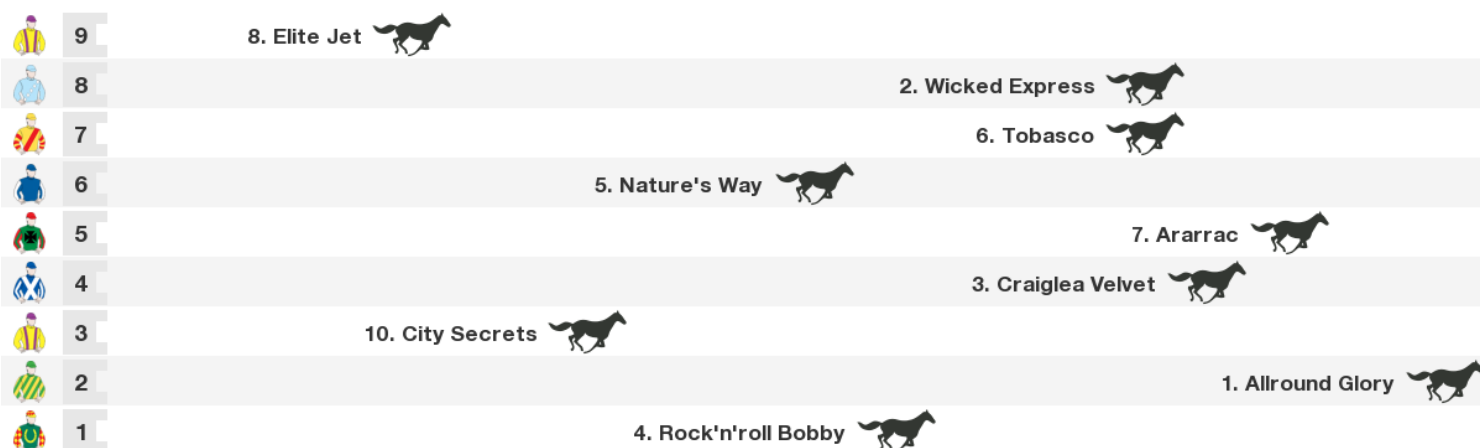 9 8. Elite Jet
8 2. Wicked Express
7 6. Tobasco
6 5. Nature's Way
5 7. Ararrac
4 3. Craiglea Velvet
3 10. City Secrets
2 1. Allround Glory
1 4. Rock'n'roll Bobby